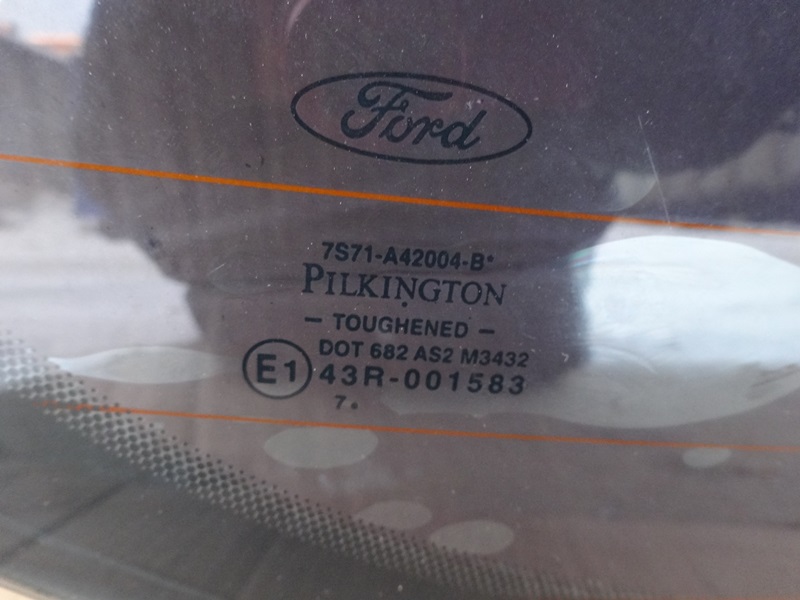 Ford
7S71-A42004-B•
PILKINGTON
– TOUGHENED –
DOT 682 AS2 M3432
E1 43R-001583
7 •